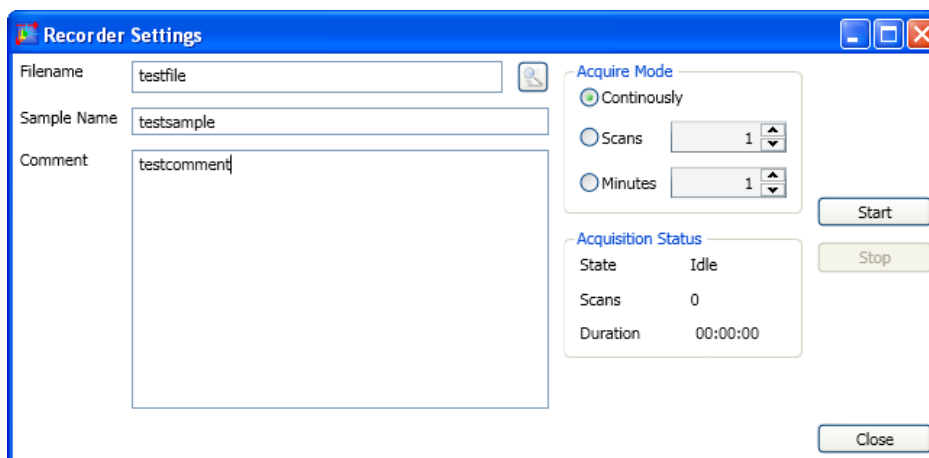 Recorder Settings
Filename
testfile
Sample Name
testsample
Comment
testcomment
Acquire Mode
Continously
Scans
1
Minutes
1
Start
Acquisition Status
State Idle
Stop
Scans 0
Duration 00:00:00
Close